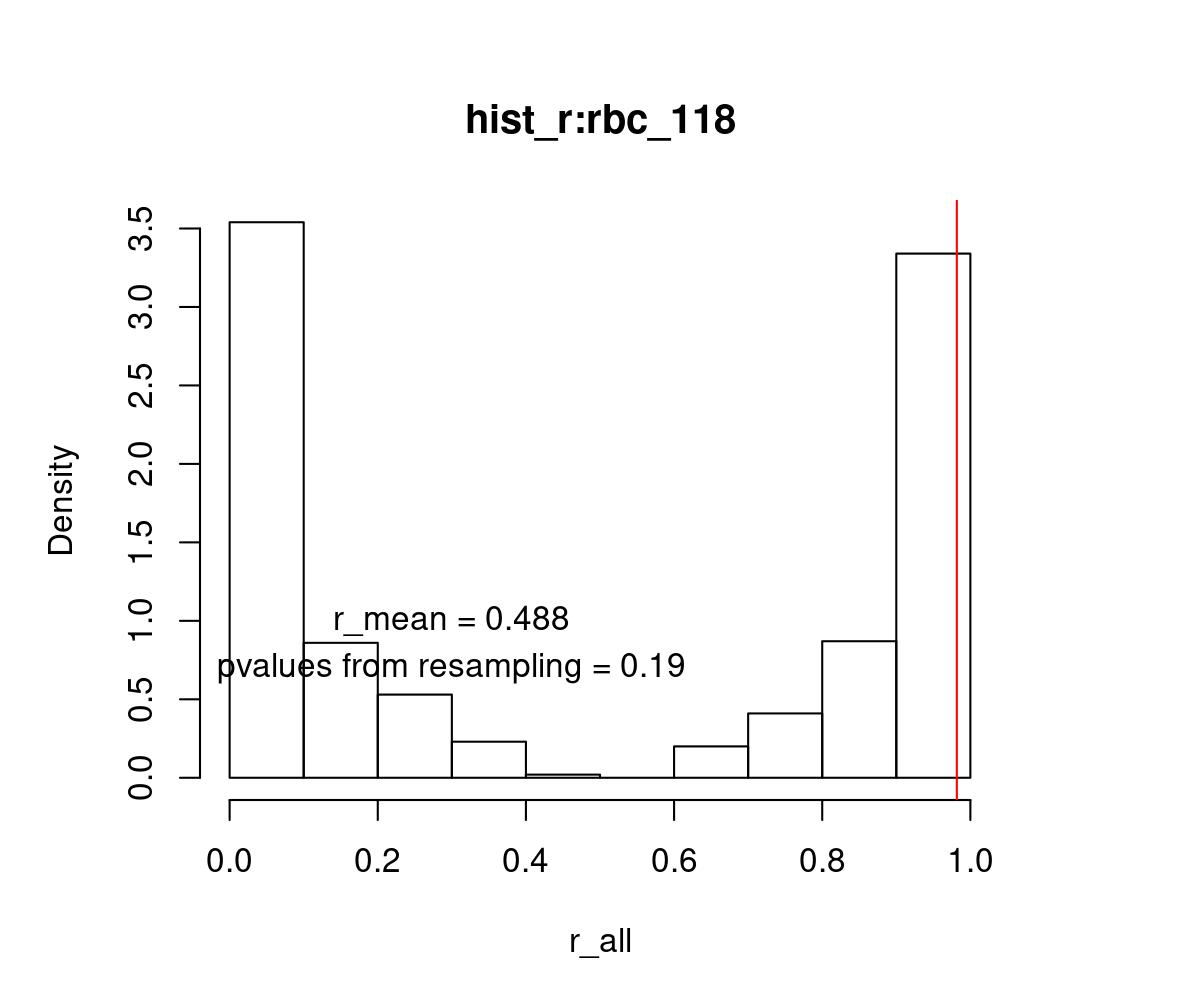 hist_r:rbc_118
3.5
3.0
2.5
2.0
1.5
1.0
0.5
0.0
Density
r_mean = 0.488
pvalues from resampling = 0.19
0.0 0.2 0.4 0.6 0.8 1.0
r_all